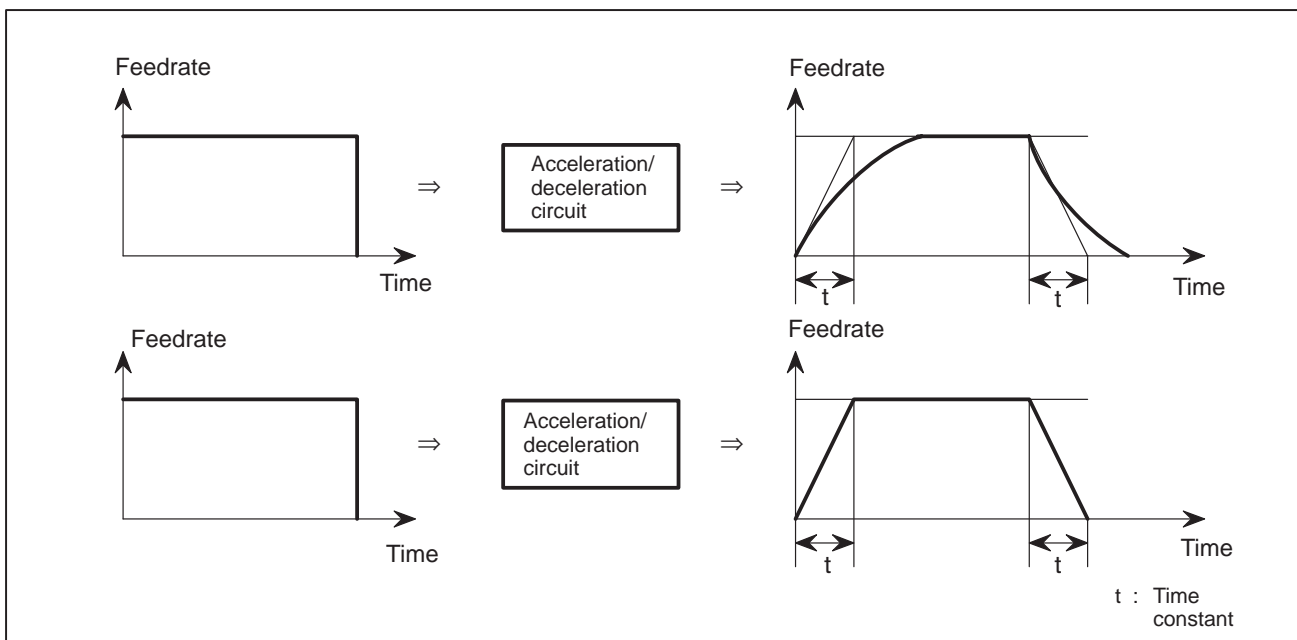 Feedrate
Time
⇒
Acceleration/
deceleration
circuit
⇒
Feedrate
t
t
Time
Feedrate
Time
⇒
Acceleration/
deceleration
circuit
⇒
Feedrate
t
t
Time
t : Time
constant